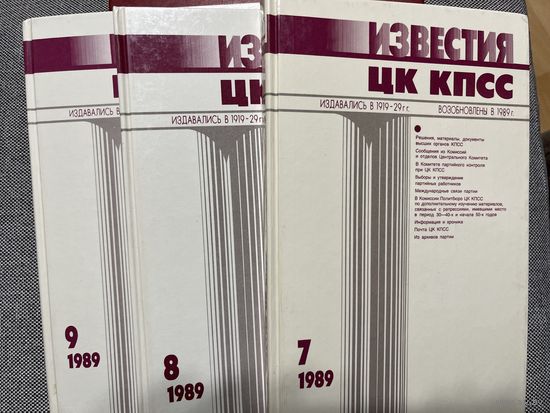 ИЗВЕСТИЯ
ЦК КПСС
ИЗДАВАЛИСЬ В 1919-29 г.г.
ВОЗОБНОВЛЕНЫ В 1989 г.
Решения, материалы, документы
высших органов КПСС
Сообщения из Комиссий
и отделов Центрального Комитета
В Комитете партийного контроля
при ЦК КПСС
Выборы и утверждение
партийных работников
Международные связи партии
В Комиссии Политбюро ЦК КПСС
по дополнительному изучению материалов,
связанных с репрессиями, имевшими место
в период 30—40-х и начала 50-х годов
Информация и хроника
Почта ЦК КПСС
Из архивов партии
7
1989
ИЗВЕ
ЦК
ИЗДАВАЛИСЬ В 1919-29 г.
8
1989
ИЗДАВАЛИСЬ В
9
1989